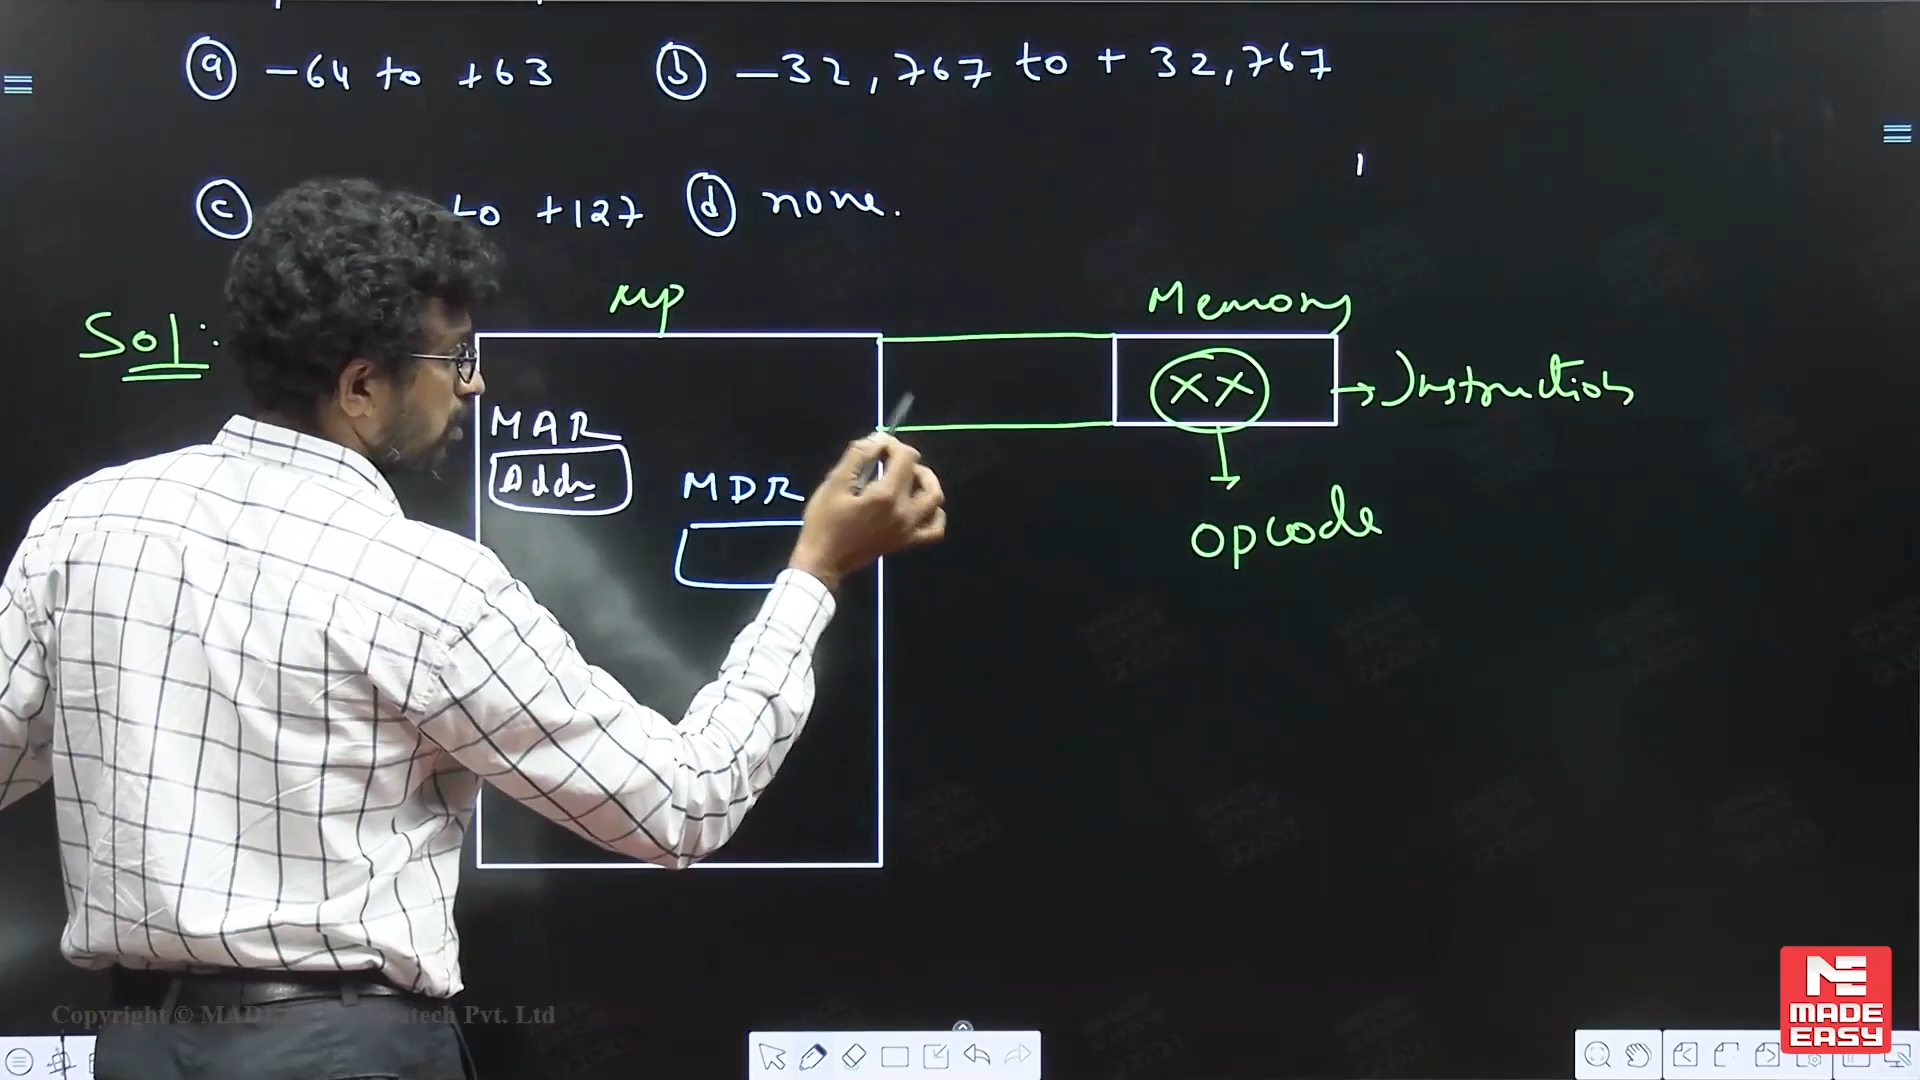 (a) -64 to +63 (b) -32,767 to +32,767
(c) to +127 (d) none.
Sol:
μp
Memory
MAR
Addr
MDR
XX
→ Instruction
opcode
Copyright © MADE Pvt. Ltd
MADE EASY